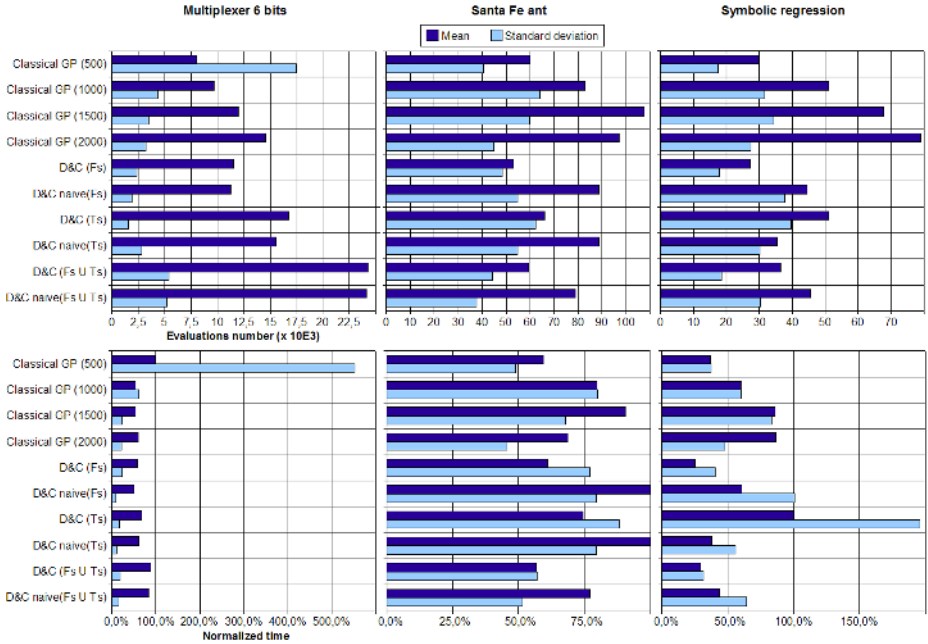 Multiplexer 6 bits
Santa Fe ant
Symbolic regression
Mean Standard deviation
Classical GP (500)
Classical GP (1000)
Classical GP (1500)
Classical GP (2000)
D&C (Fs)
D&C naive(Fs)
D&C (Ts)
D&C naive(Ts)
D&C (Fs U Ts)
D&C naive(Fs U Ts)
0 2,5 5 7,5 10 12,5 15 17,5 20 22,5
0 10 20 30 40 50 60 70 80 90 100
0 10 20 30 40 50 60 70
Evaluations number (x 10E3)
Classical GP (500)
Classical GP (1000)
Classical GP (1500)
Classical GP (2000)
D&C (Fs)
D&C naive(Fs)
D&C (Ts)
D&C naive(Ts)
D&C (Fs U Ts)
D&C naive(Fs U Ts)
0,0% 100,0% 200,0% 300,0% 400,0% 500,0%
0,0% 25,0% 50,0% 75,0%
0,0% 50,0% 100,0% 150,0%
Normalized time